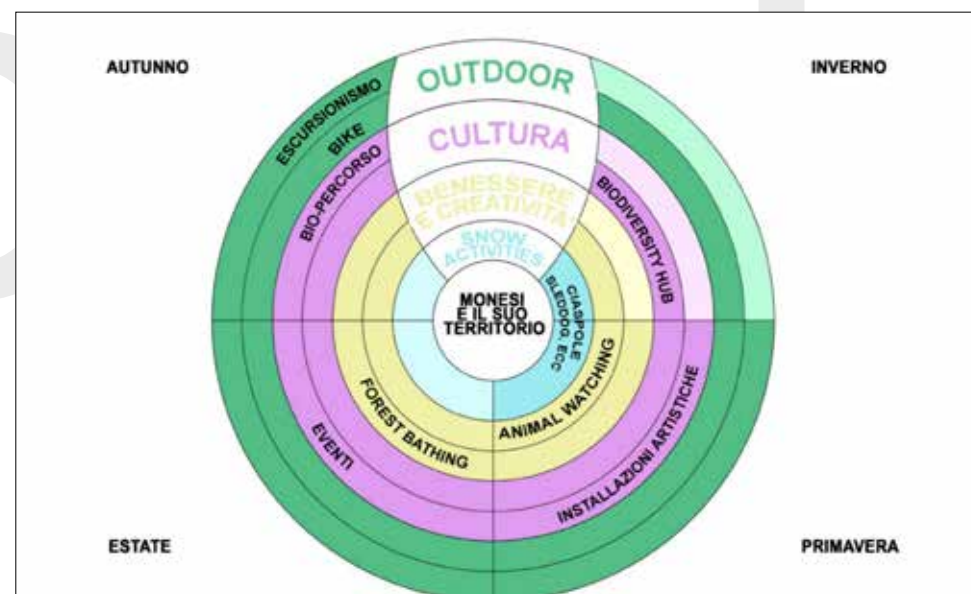 AUTUNNO
INVERNO
OUTDOOR
CULTURA
BENESSERE
E CREATIVITA
SNOW
ACTIVITIES
MONESI
E IL SUO
TERRITORIO
ESCURSIONISMO
BIKE
BIO-PERCORSO
BIODIVERSITY HUB
CIASPOLE
SLEDDOG, ECC
ANIMAL WATCHING
FOREST BATHING
EVENTI
INSTALLAZIONI ARTISTICHE
ESTATE
PRIMAVERA